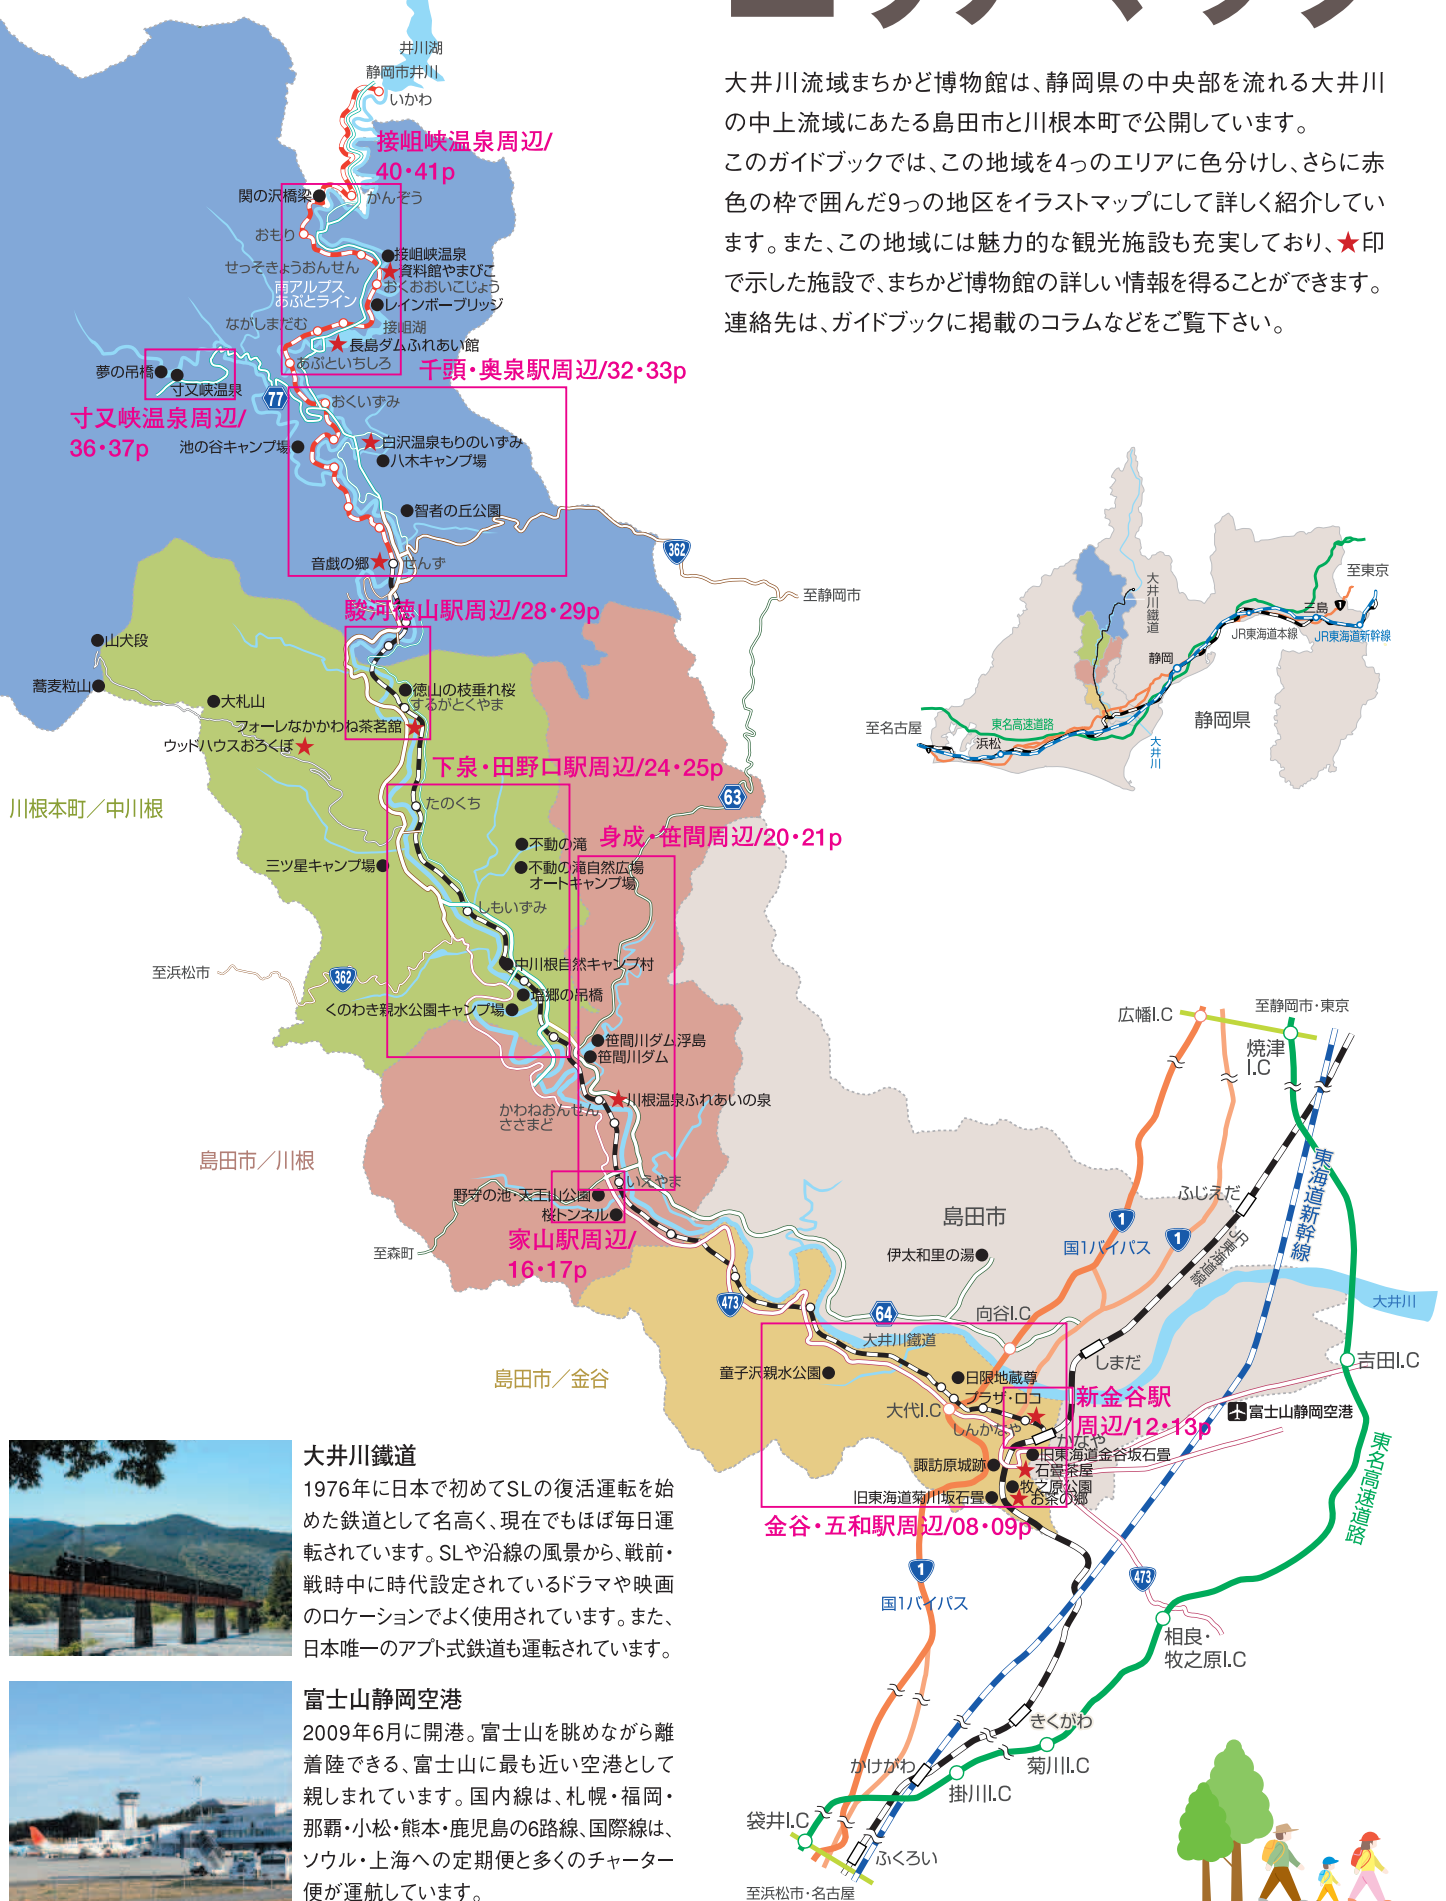 エリアマップ
大井川流域まちかど博物館は、静岡県の中央部を流れる大井川
の中上流域にあたる島田市と川根本町で公開しています。
このガイドブックでは、この地域を4っのエリアに色分けし、さらに赤
色の枠で囲んだ9っの地区をイラストマップにして詳しく紹介してい
ます。また、この地域には魅力的な観光施設も充実しており、★印
で示した施設で、まちかど博物館の詳しい情報を得ることができます。
連絡先は、ガイドブックに掲載のコラムなどをご覧下さい。
井川湖
静岡市井川
いかわ
接岨峡温泉周辺/
40・41p
関の沢橋梁
かんぞう
おもり
接岨峡温泉
せっそきょうおんせん
資料館やまびこ
南アルプス
あぷとライン
おくおおいこじょう
レインボーブリッジ
ながしまだむ
接岨湖
長島ダムふれあい館
あぷといちしろ
夢の吊橋
寸又峡温泉
77
千頭・奥泉駅周辺/32・33p
おくいずみ
寸又峡温泉周辺/
36・37p
池の谷キャンプ場
白沢温泉もりのいずみ
八木キャンプ場
智者の丘公園
音戯の郷
せんず
362
至静岡市
駿河徳山駅周辺/28・29p
山犬段
蕎麦粒山
大札山
徳山の枝垂れ桜
するがとくやま
フォーレなかかわね茶茗舘
ウッドハウスおろくぼ
下泉・田野口駅周辺/24・25p
川根本町／中川根
たのくち
63
身成・笹間周辺/20・21p
不動の滝
三ツ星キャンプ場
不動の滝自然広場
オートキャンプ場
しもいずみ
至浜松市
362
中川根自然キャンプ村
塩郷の吊橋
くのわき親水公園キャンプ場
笹間川ダム浮島
笹間川ダム
川根温泉ふれあいの泉
かわねおんせん
ささまど
島田市／川根
いえやま
野守の池・天王山公園
桜トンネル
家山駅周辺/
16・17p
至森町
473
島田市／金谷
至東京
三島
1
大井川鐵道
JR東海道本線
JR東海道新幹線
静岡
静岡県
至名古屋
東名高速道路
浜松
大井川
1
広幡I.C
至静岡市・東京
焼津
I.C
東海道新幹線
ふじえだ
JR東海道線
島田市
1
国1バイパス
1
伊太和里の湯
64
向谷I.C
大井川
大井川鐵道
童子沢親水公園
しまだ
吉田I.C
日限地蔵尊
プラザ・ロコ
大代I.C
しんかなや
新金谷駅
周辺/12・13p
富士山静岡空港
かなや
旧東海道金谷坂石畳
諏訪原城跡
石畳茶屋
牧之原公園
旧東海道菊川坂石畳
お茶の郷
金谷・五和駅周辺/08・09p
東名高速道路
1
国1バイパス
473
相良・
牧之原I.C
きくがわ
菊川I.C
かけがわ
掛川I.C
袋井I.C
ふくろい
至浜松市・名古屋
大井川鐵道
1976年に日本で初めてSLの復活運転を始
めた鉄道として名高く、現在でもほぼ毎日運
転されています。SLや沿線の風景から、戦前・
戦時中に時代設定されているドラマや映画
のロケーションでよく使用されています。また、
日本唯一のアプト式鉄道も運転されています。
富士山静岡空港
2009年6月に開港。富士山を眺めながら離
着陸できる、富士山に最も近い空港として
親しまれています。国内線は、札幌・福岡・
那覇・小松・熊本・鹿児島の6路線、国際線は、
ソウル・上海への定期便と多くのチャーター
便が運航しています。